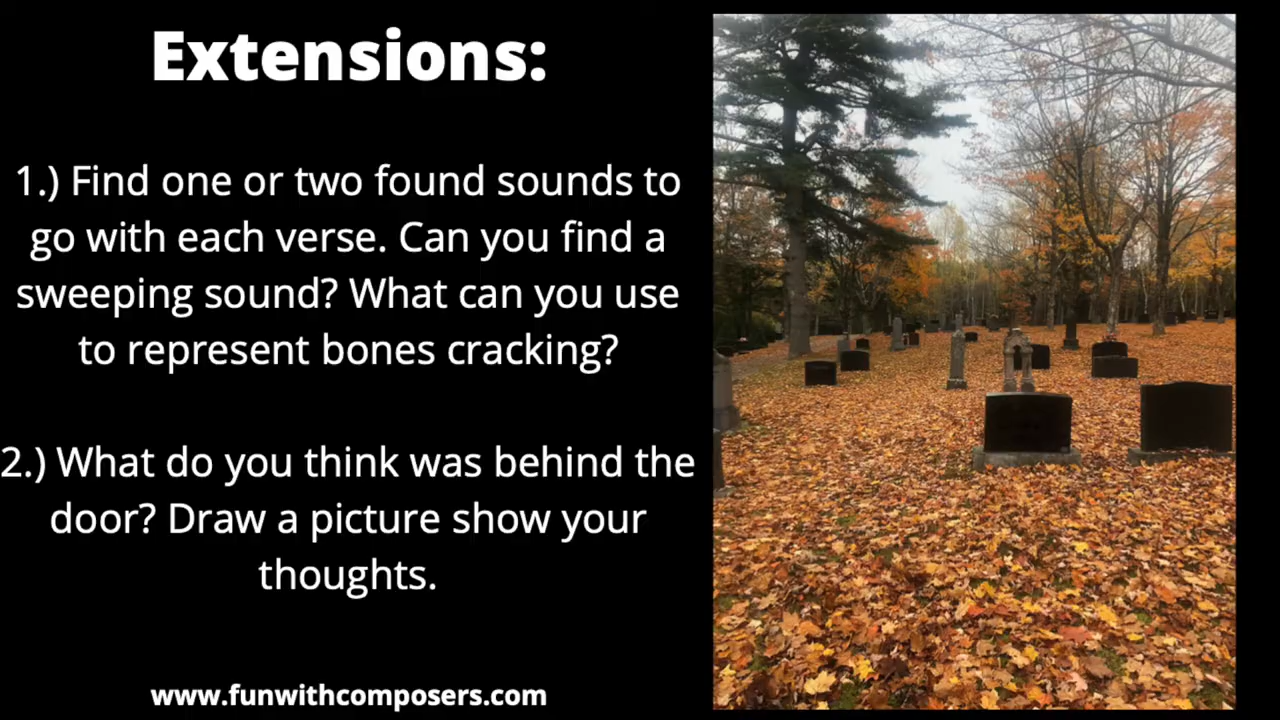 Extensions:
1.) Find one or two found sounds to
go with each verse. Can you find a
sweeping sound? What can you use
to represent bones cracking?
2.) What do you think was behind the
door? Draw a picture show your
thoughts.
www.funwithcomposers.com